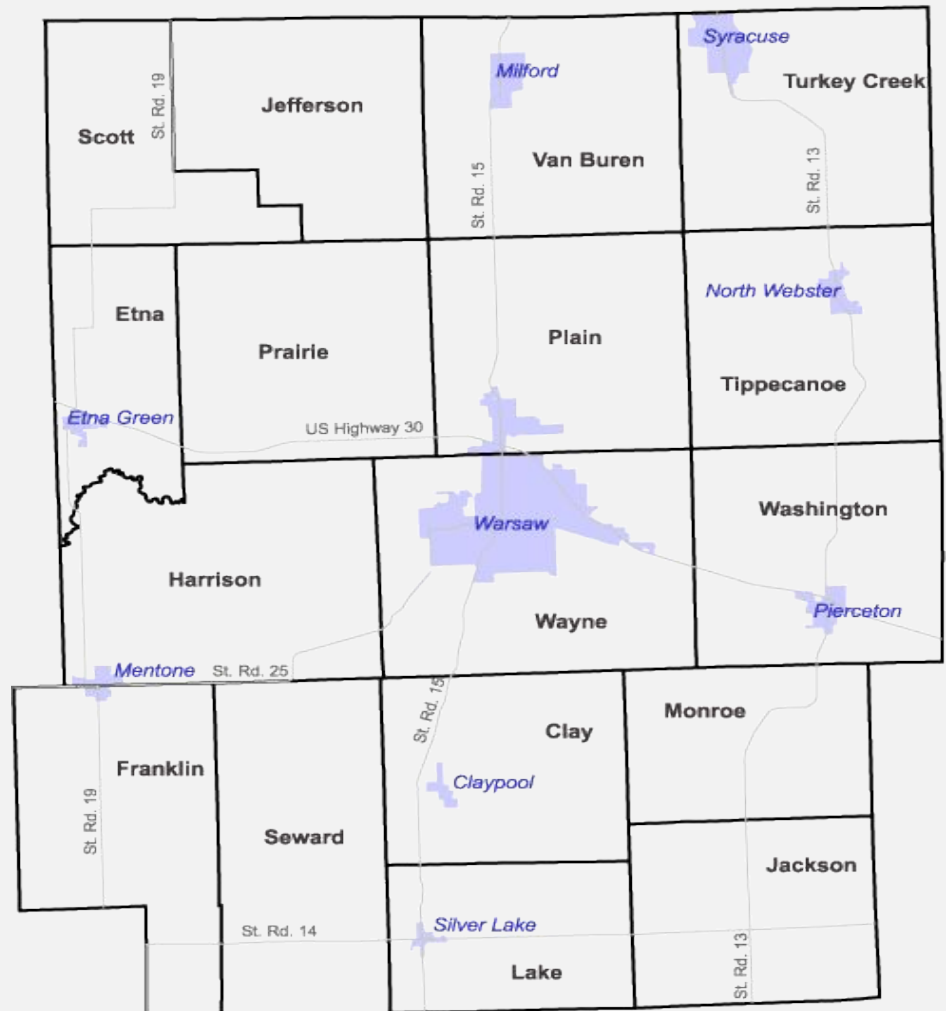 Syracuse
Milford
Turkey Creek
St. Rd. 19
Jefferson
Scott
Van Buren
St. Rd. 15
St. Rd. 13
North Webster
Etna
Plain
Prairie
Tippecanoe
Etna Green
US Highway 30
Washington
Warsaw
Harrison
Pierceton
Wayne
Mentone
St. Rd. 25
St. Rd. 15
Monroe
Clay
Franklin
Claypool
St. Rd. 19
Seward
Jackson
Silver Lake
St. Rd. 14
Lake
St. Rd. 13